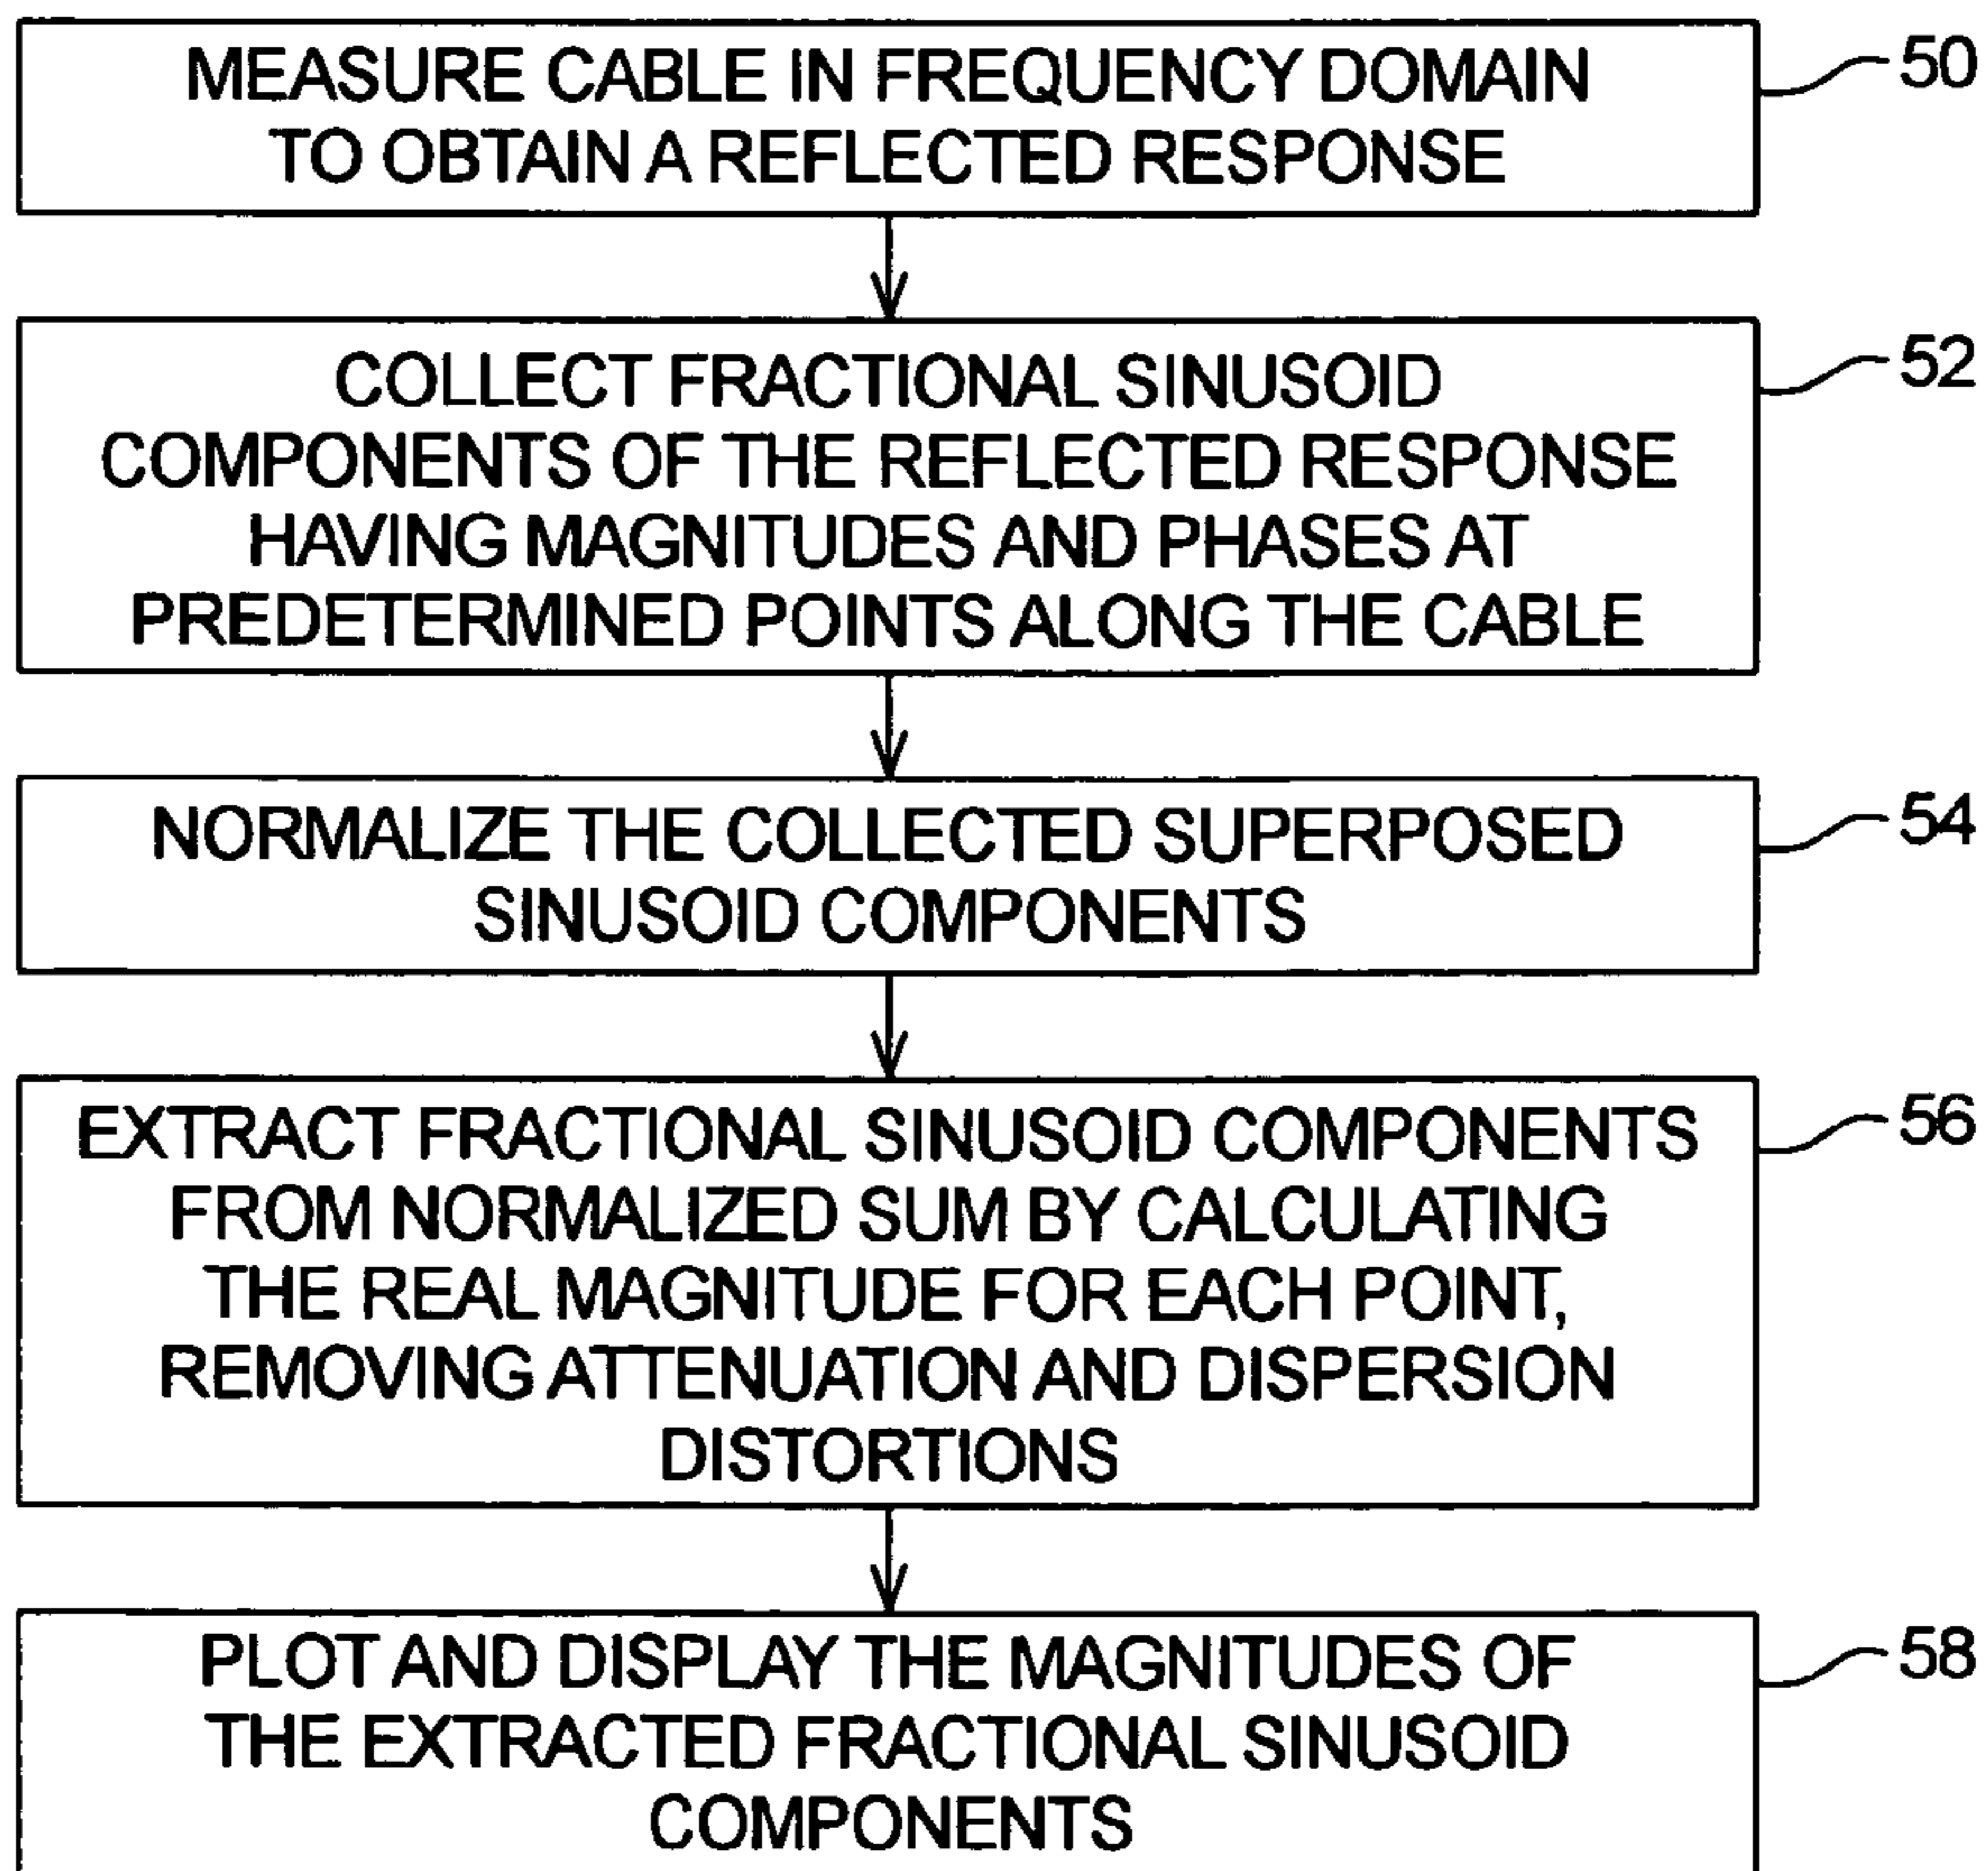 MEASURE CABLE IN FREQUENCY DOMAIN
TO OBTAIN A REFLECTED RESPONSE
50
COLLECT FRACTIONAL SINUSOID
COMPONENTS OF THE REFLECTED RESPONSE
HAVING MAGNITUDES AND PHASES AT
PREDETERMINED POINTS ALONG THE CABLE
52
NORMALIZE THE COLLECTED SUPERPOSED
SINUSOID COMPONENTS
54
EXTRACT FRACTIONAL SINUSOID COMPONENTS
FROM NORMALIZED SUM BY CALCULATING
THE REAL MAGNITUDE FOR EACH POINT,
REMOVING ATTENUATION AND DISPERSION
DISTORTIONS
56
PLOT AND DISPLAY THE MAGNITUDES OF
THE EXTRACTED FRACTIONAL SINUSOID
COMPONENTS
58